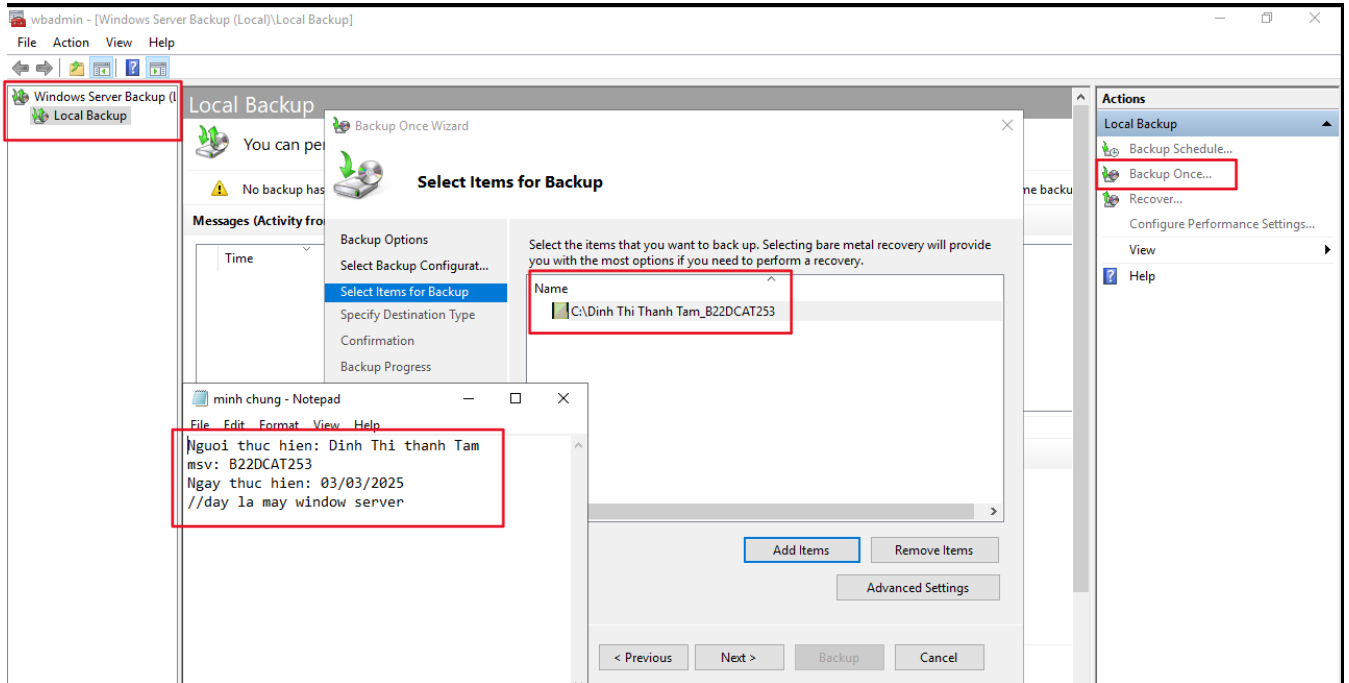 wbadmin - [Windows Server Backup (Local)\Local Backup]
File Action View Help
Windows Server Backup (L
Local Backup
Local Backup
You can per
No backup has
me backu
Messages (Activity fro
Time
Backup Once Wizard
Select Items for Backup
Backup Options
Select Backup Configurat...
Select Items for Backup
Specify Destination Type
Confirmation
Backup Progress
Select the items that you want to back up. Selecting bare metal recovery will provide
you with the most options if you need to perform a recovery.
Name
C:\Dinh Thi Thanh Tam_B22DCAT253
Add Items
Remove Items
Advanced Settings
< Previous
Next >
Backup
Cancel
minh chung - Notepad
File Edit Format View Help
Nguoi thuc hien: Dinh Thi thanh Tam
msv: B22DCAT253
Ngay thuc hien: 03/03/2025
//day la may window server
Actions
Local Backup
Backup Schedule...
Backup Once...
Recover...
Configure Performance Settings...
View
Help